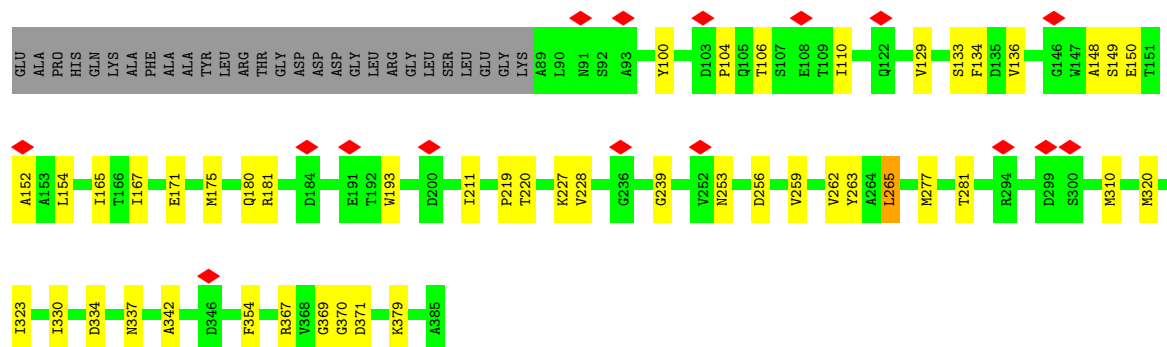 GLU ALA PRO HIS GLN LYS ALA PHE ALA ALA TYR LEU ARG THR GLY ASP ASP ASP GLY LEU ARG GLY LEU SER LEU GLU GLY LYS A89 L90 N91 S92 A93 Y100 D103 P104 Q105 T106 S107 E108 T109 I110 Q122 V129 S133 F134 D135 V136 G146 W147 A148 S149 E150 T151
A152 A153 L154 I165 T166 I167 E171 M175 Q180 R181 D184 E191 T192 W193 D200 I211 P219 T220 K227 V228 G236 G239 V252 N253 D256 V259 V262 Y263 A264 L265 M277 T281 R294 D299 S300 M310 M320
I323 I330 D334 N337 A342 D346 F354 R367 V368 G369 G370 D371 K379 A385